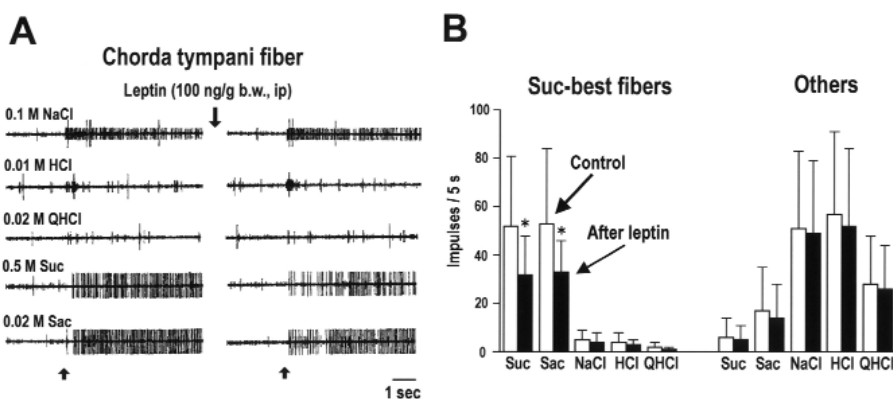 A
Chorda tympani fiber
Leptin (100 ng/g b.w., ip)
0.1 M NaCl
0.01 M HCl
0.02 M QHCl
0.5 M Suc
0.02 M Sac
1 sec
B
Suc-best fibers
Others
Impulses / 5 s
100
80
60
40
20
0
Control
After leptin
*
*
Suc Sac NaCl HCl QHCl
Suc Sac NaCl HCl QHCl